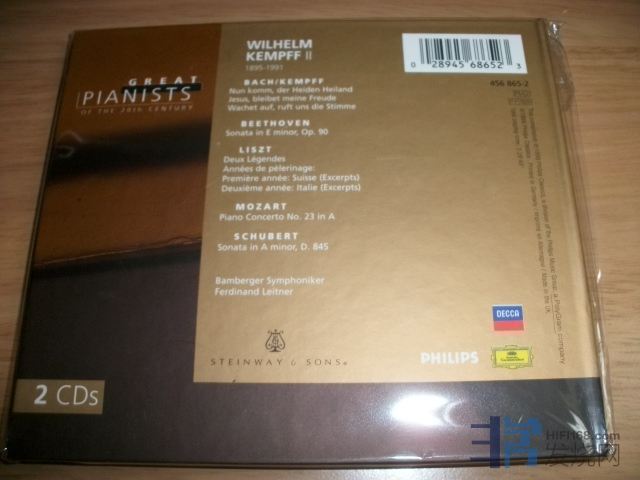 GREAT
PIANISTS
OF THE 20TH CENTURY
WILHELM
KEMPFF II
1895-1991
BACH/KEMPFF
Nun komm, der Heiden Heiland
Jesus, bleibet meine Freude
Wachet auf, ruft uns die Stimme
BEETHOVEN
Sonata in E minor, Op. 90
LISZT
Deux Légendes
Années de pèlerinage:
Première année: Suisse (Excerpts)
Deuxième année: Italie (Excerpts)
MOZART
Piano Concerto No. 23 in A
SCHUBERT
Sonata in A minor, D. 845
Bamberger Symphoniker
Ferdinand Leitner
STEINWAY & SONS
2 CDs
0 28945 68652 3
456 865-2
DECCA
PHILIPS
HIFI168.com
发烧网